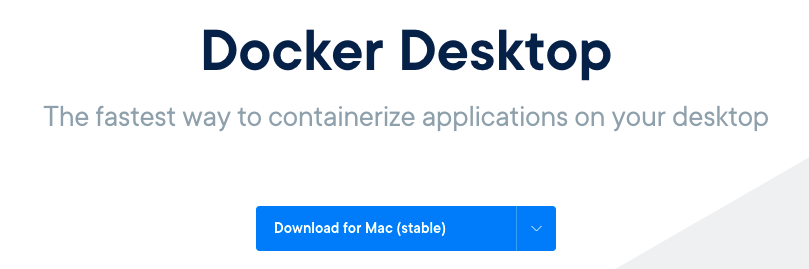 Docker Desktop
The fastest way to containerize applications on your desktop
Download for Mac (stable)